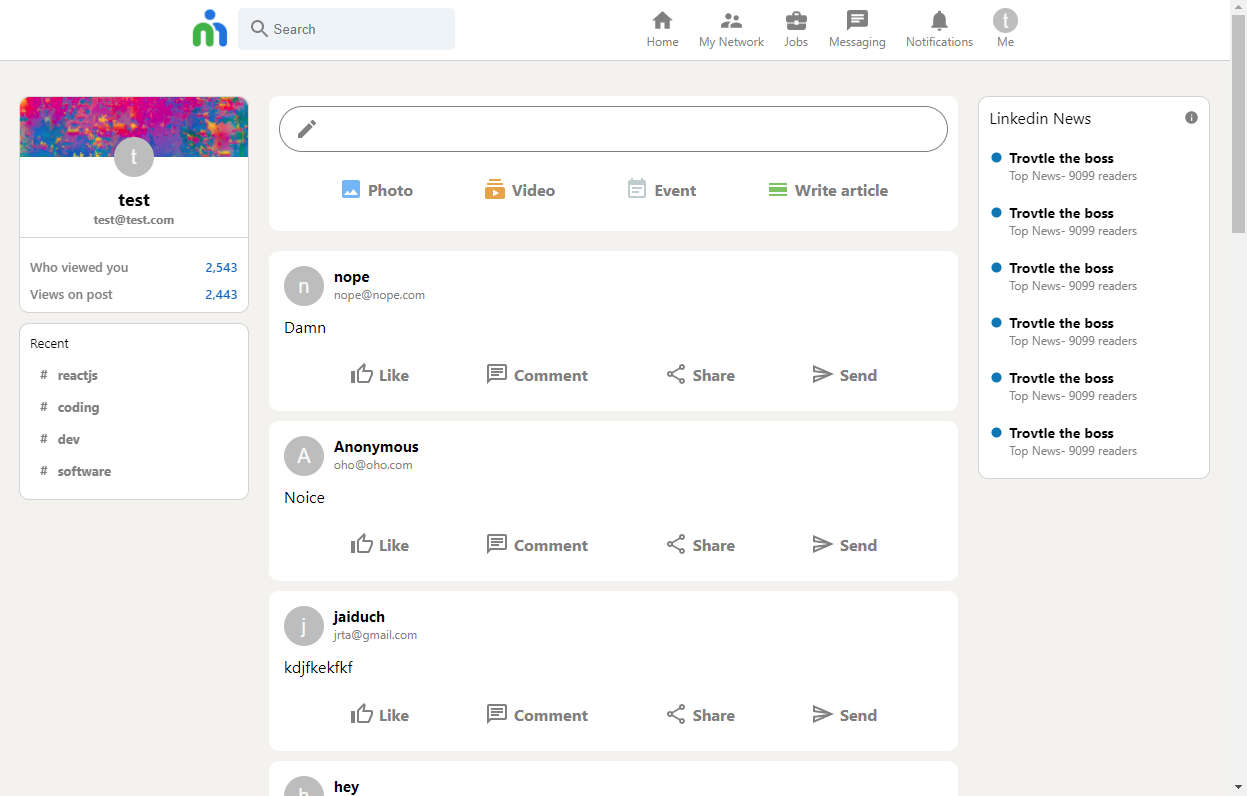 Search
Home
My Network
Jobs
Messaging
Notifications
t
Me
t
test
test@test.com
Who viewed you 2,543
Views on post 2,443
Recent
# reactjs
# coding
# dev
# software
Photo
Video
Event
Write article
n
nope
nope@nope.com
Damn
Like
Comment
Share
Send
A
Anonymous
oho@oho.com
Noice
Like
Comment
Share
Send
j
jaiduch
jrta@gmail.com
kdjfkekfkf
Like
Comment
Share
Send
h
hey
Linkedin News
Trovtle the boss
Top News- 9099 readers
Trovtle the boss
Top News- 9099 readers
Trovtle the boss
Top News- 9099 readers
Trovtle the boss
Top News- 9099 readers
Trovtle the boss
Top News- 9099 readers
Trovtle the boss
Top News- 9099 readers